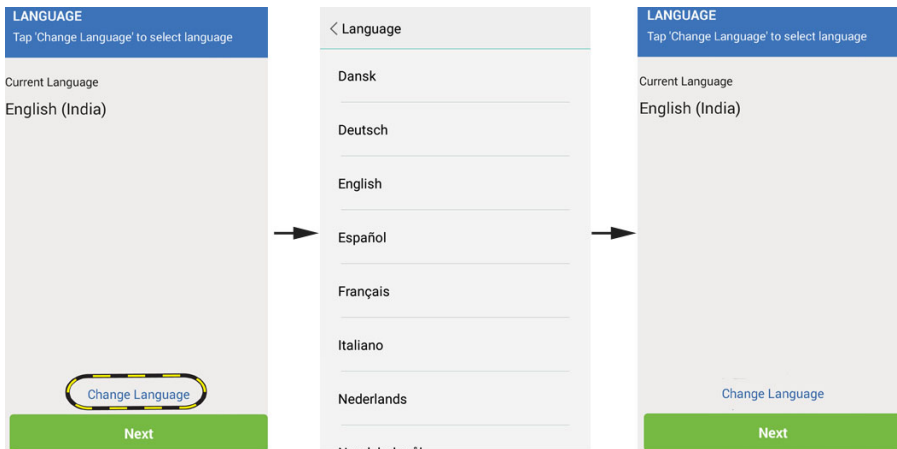 LANGUAGE
Tap 'Change Language' to select language
Current Language
English (India)
Change Language
Next
Language
Dansk
Deutsch
English
Español
Français
Italiano
Nederlands
LANGUAGE
Tap 'Change Language' to select language
Current Language
English (India)
Change Language
Next